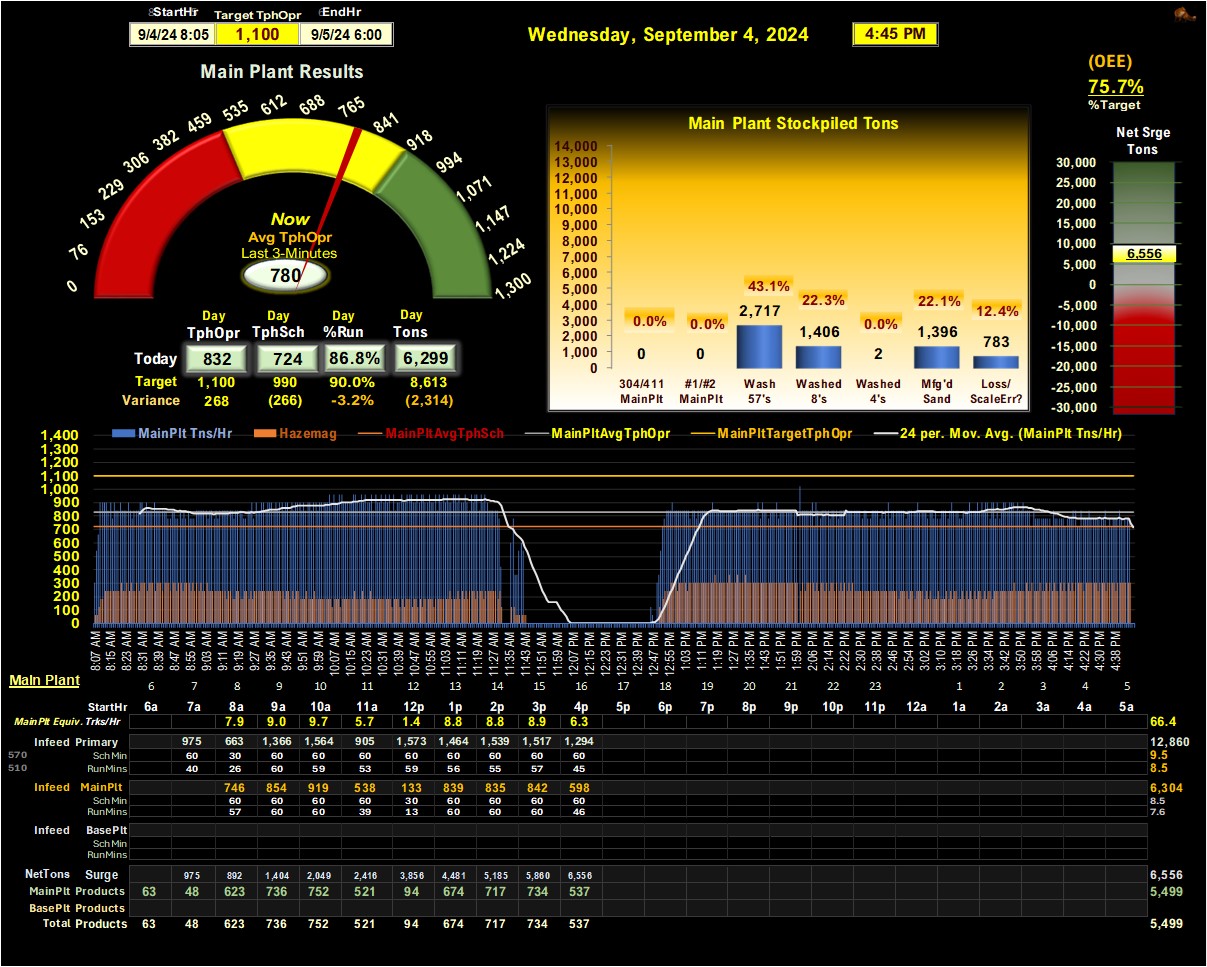 StartHr Target TphOpr EndHr
9/4/24 8:05 1,100 9/5/24 6:00
Wednesday, September 4, 2024
4:45 PM
(OEE)
75.7%
%Target
Main Plant Results
0 76 153 229 306 382 459 535 612 688 765 841 918 994 1,071 1,147 1,224 1,300
Now
Avg TphOpr
Last 3-Minutes
780
Day Day Day Day
TphOpr TphSch %Run Tons
Today 832 724 86.8% 6,299
Target 1,100 990 90.0% 8,613
Variance 268 (266) -3.2% (2,314)
Main Plant Stockpiled Tons
14,000
13,000
12,000
11,000
10,000
9,000
8,000
7,000
6,000
5,000
4,000
3,000
2,000
1,000
0
0.0% 0.0% 43.1% 22.3% 0.0% 22.1% 12.4%
0 0 2,717 1,406 2 1,396 783
304/411 #1/#2 Wash Washed Washed Mfg'd Loss/
MainPlt MainPlt 57's 8's 4's Sand ScaleErr?
Net Srge
Tons
30,000
25,000
20,000
15,000
10,000
6,556
5,000
0
-5,000
-10,000
-15,000
-20,000
-25,000
-30,000
MainPlt Tns/Hr Hazemag MainPltAvgTphSch MainPltAvgTphOpr MainPltTargetTphOpr 24 per. Mov. Avg. (MainPlt Tns/Hr)
1,400
1,300
1,200
1,100
1,000
900
800
700
600
500
400
300
200
100
0
8:07 AM 8:15 AM 8:23 AM 8:31 AM 8:39 AM 8:47 AM 8:55 AM 9:03 AM 9:11 AM 9:19 AM 9:27 AM 9:35 AM 9:43 AM 9:51 AM 9:59 AM 10:07 AM 10:15 AM 10:23 AM 10:31 AM 10:39 AM 10:47 AM 10:55 AM 11:03 AM 11:11 AM 11:19 AM 11:27 AM 11:35 AM 11:43 AM 11:51 AM 11:59 AM 12:07 PM 12:15 PM 12:23 PM 12:31 PM 12:39 PM 12:47 PM 12:55 PM 1:03 PM 1:11 PM 1:19 PM 1:27 PM 1:35 PM 1:43 PM 1:51 PM 1:59 PM 2:06 PM 2:14 PM 2:22 PM 2:30 PM 2:38 PM 2:46 PM 2:54 PM 3:02 PM 3:10 PM 3:18 PM 3:26 PM 3:34 PM 3:42 PM 3:50 PM 3:58 PM 4:06 PM 4:14 PM 4:22 PM 4:30 PM 4:38 PM
Main Plant
6 7 8 9 10 11 12 13 14 15 16 17 18 19 20 21 22 23 1 2 3 4 5
StartHr 6a 7a 8a 9a 10a 11a 12p 1p 2p 3p 4p 5p 6p 7p 8p 9p 10p 11p 12a 1a 2a 3a 4a 5a
MainPlt Equiv. Trks/Hr 7.9 9.0 9.7 5.7 1.4 8.8 8.8 8.9 6.3 66.4
Infeed Primary 975 663 1,366 1,564 905 1,573 1,464 1,539 1,517 1,294 12,860
570 Sch Min 60 30 60 60 60 60 60 60 60 60 9.5
510 RunMins 40 26 60 59 53 59 56 55 57 45 8.5
Infeed MainPlt 746 854 919 538 133 839 835 842 598 6,304
Sch Min 60 60 60 60 30 60 60 60 60 8.5
RunMins 57 60 60 39 13 60 60 60 46 7.6
Infeed BasePlt
Sch Min
RunMins
NetTons Surge 975 892 1,404 2,049 2,416 3,856 4,481 5,185 5,860 6,556 6,556
MainPlt Products 63 48 623 736 752 521 94 674 717 734 537 5,499
BasePlt Products
Total Products 63 48 623 736 752 521 94 674 717 734 537 5,499